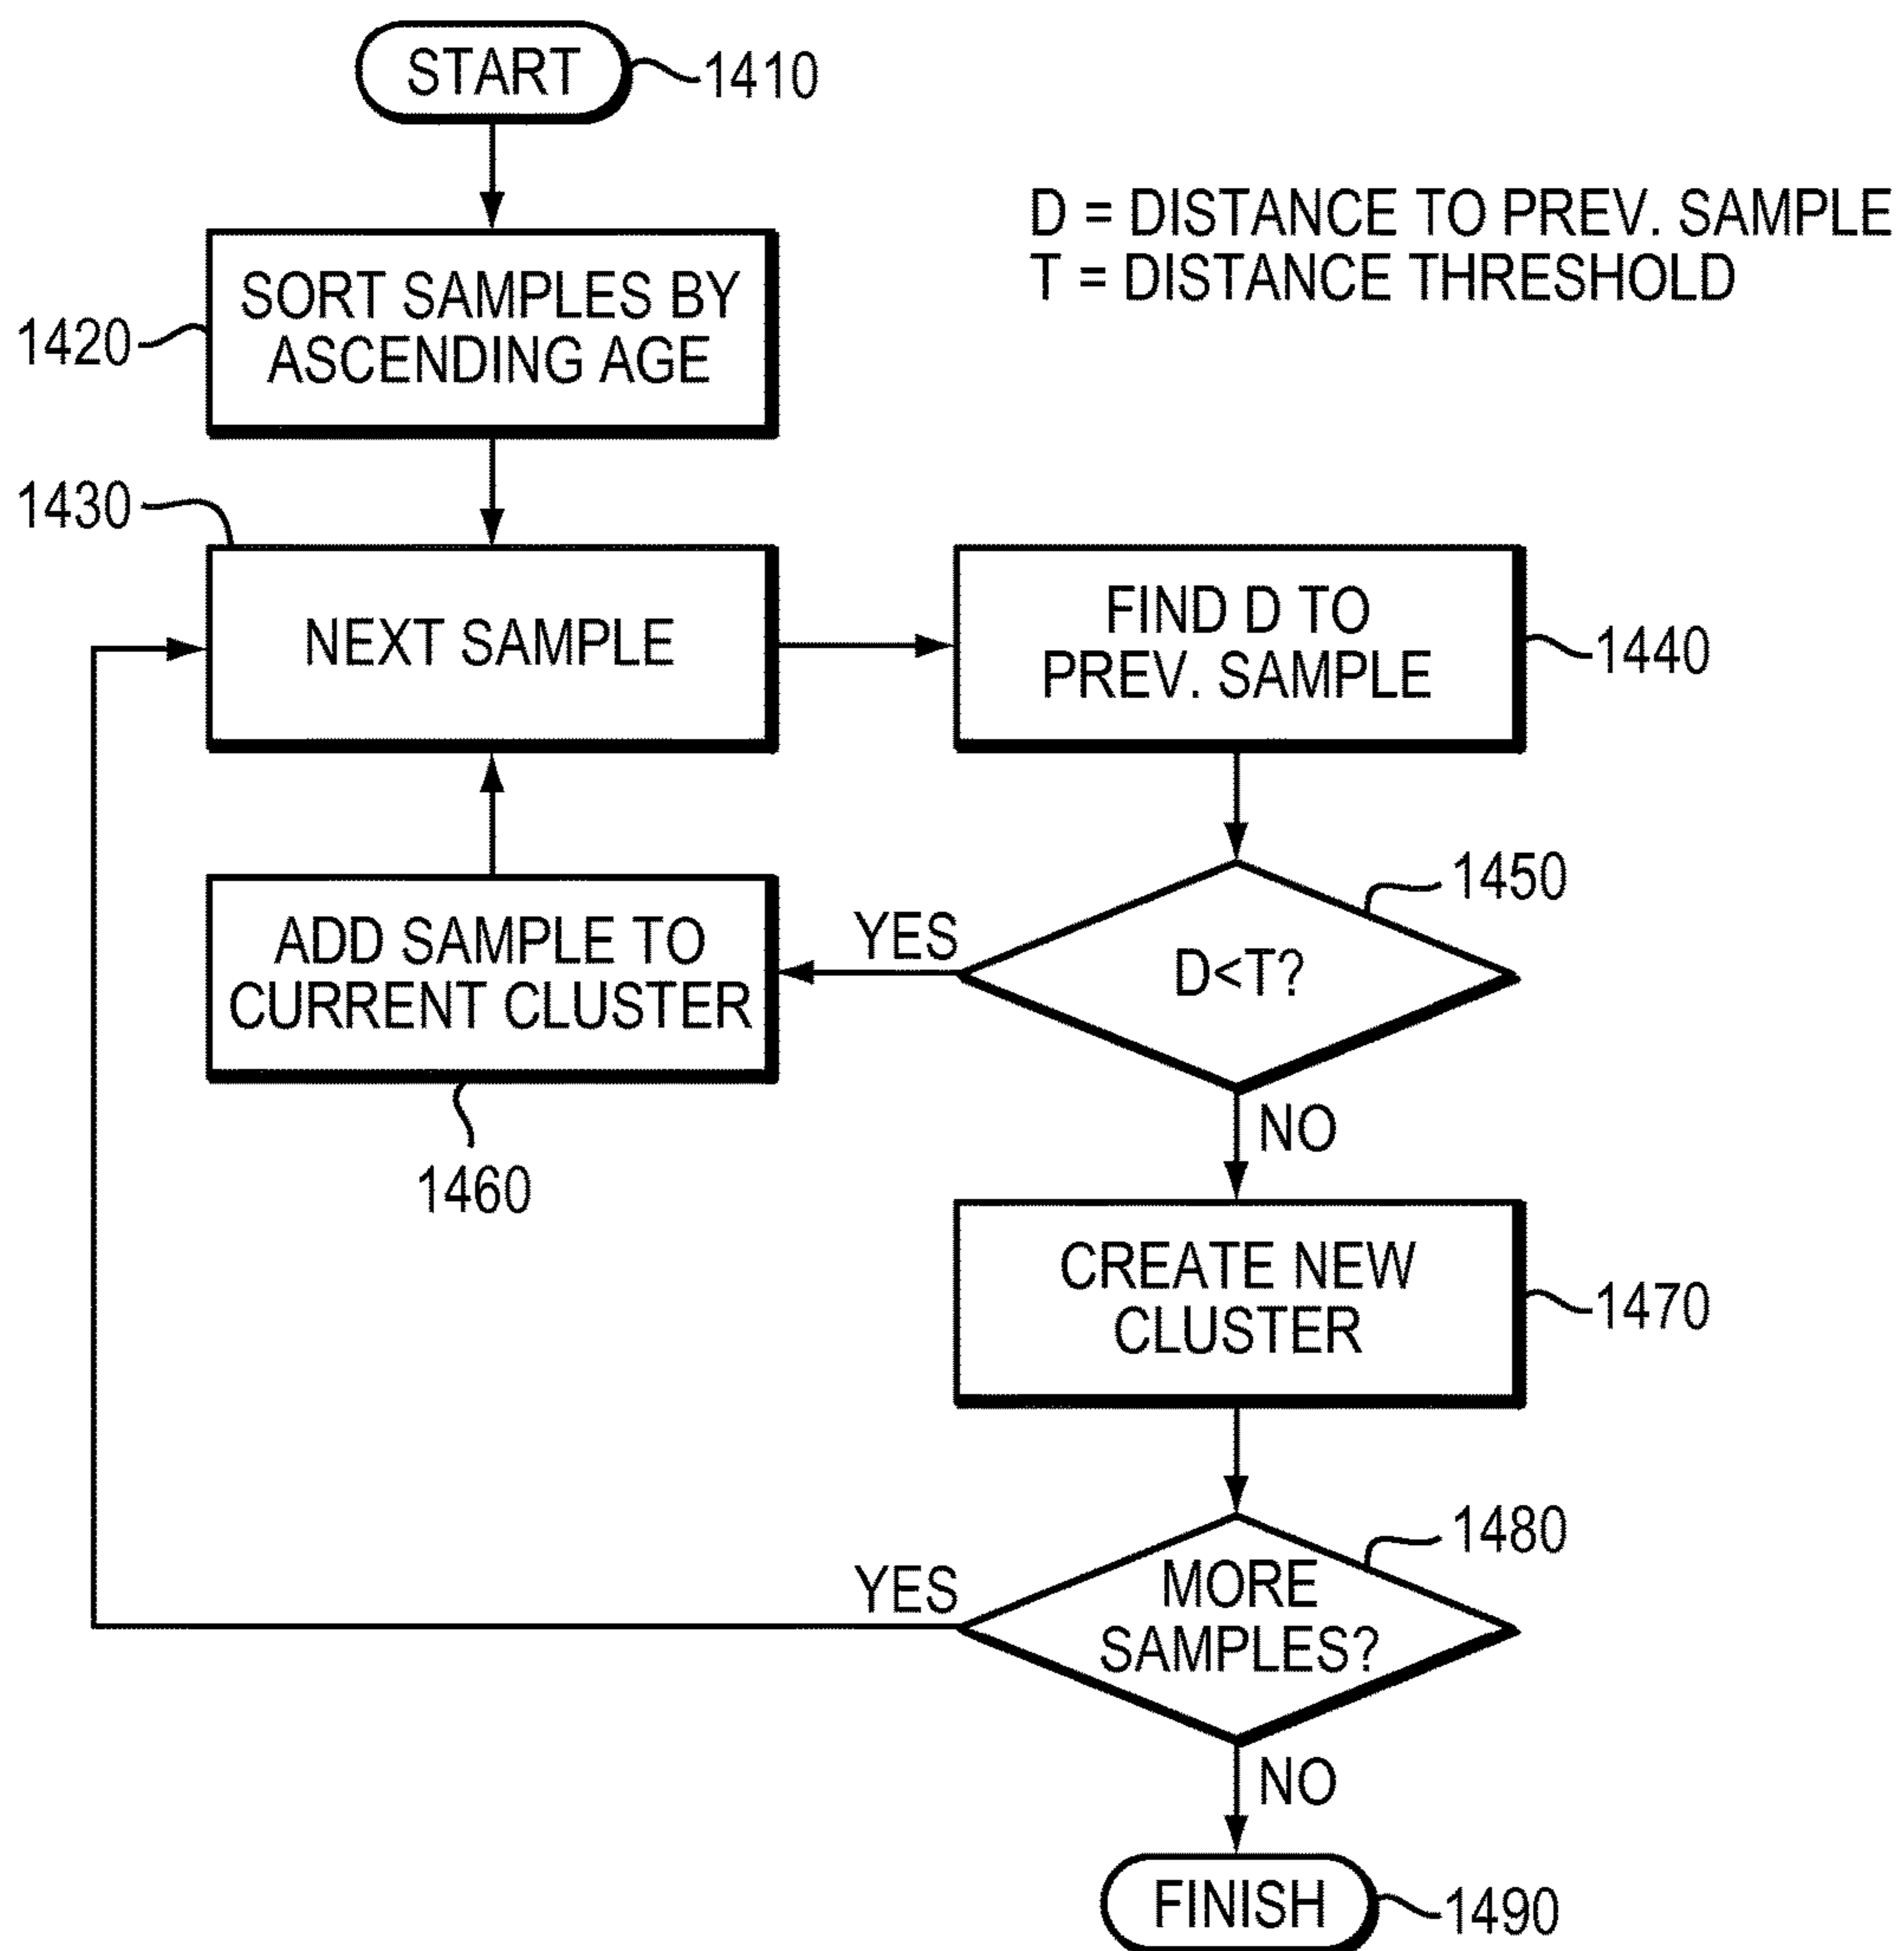 START
1410
D = DISTANCE TO PREV. SAMPLE
T = DISTANCE THRESHOLD
SORT SAMPLES BY
ASCENDING AGE
1420
1430
NEXT SAMPLE
FIND D TO
PREV. SAMPLE
1440
1450
D<T?
YES
ADD SAMPLE TO
CURRENT CLUSTER
1460
NO
CREATE NEW
CLUSTER
1470
1480
MORE
SAMPLES?
YES
NO
FINISH
1490